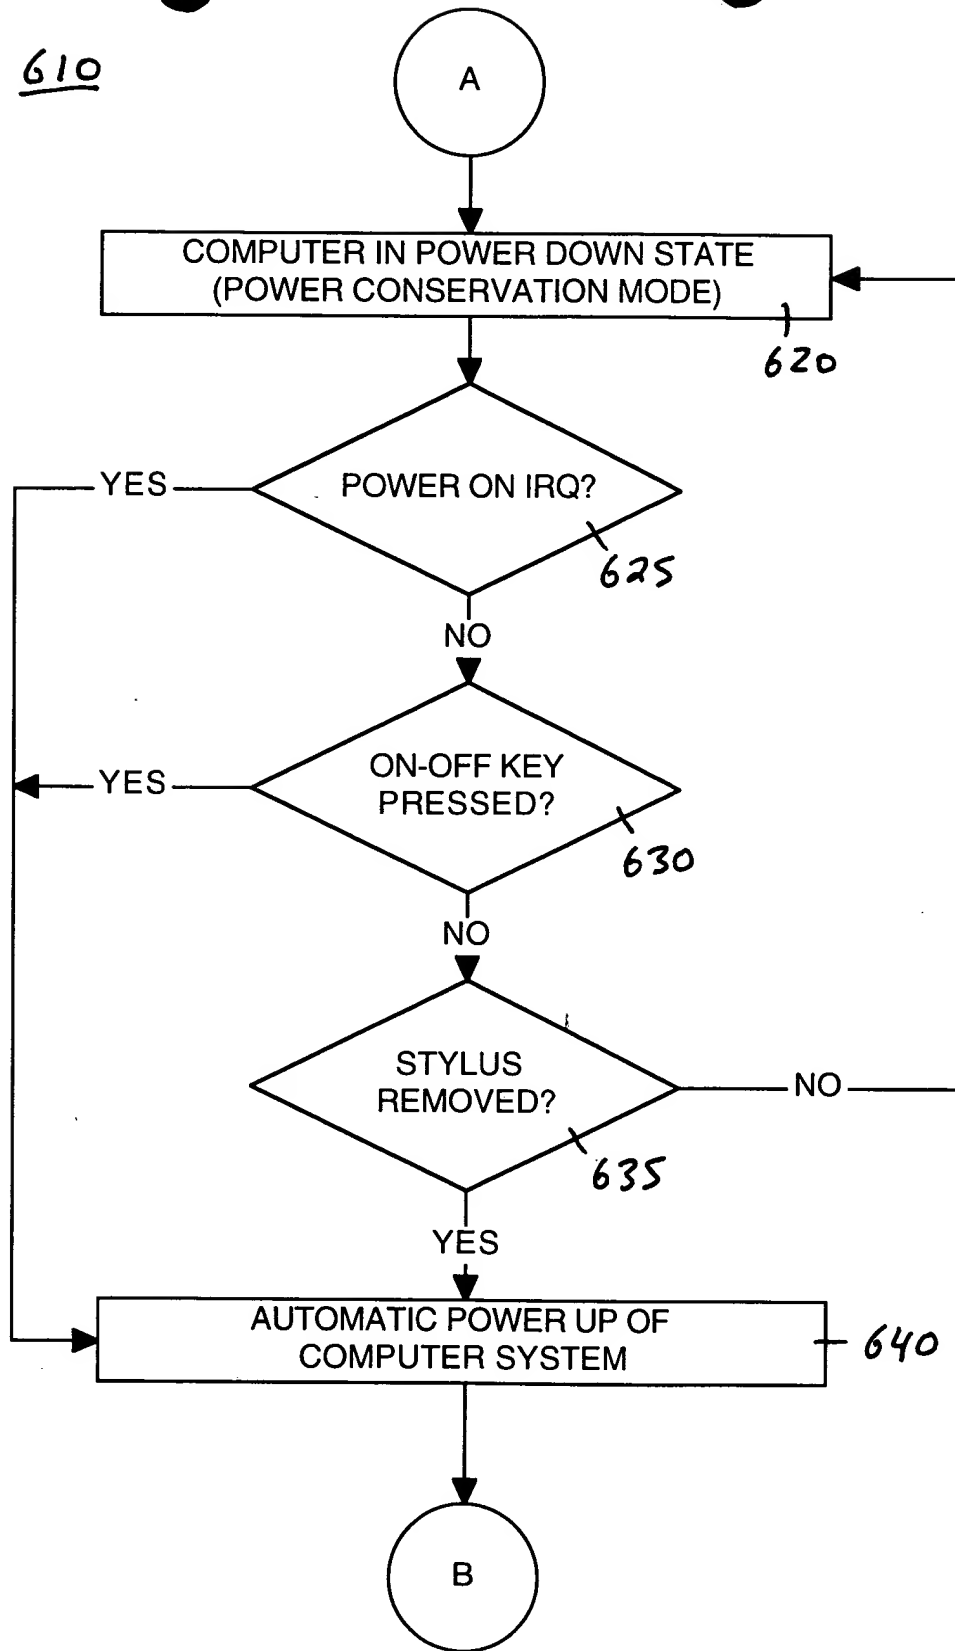 610
A
COMPUTER IN POWER DOWN STATE
(POWER CONSERVATION MODE)
620
YES
POWER ON IRQ?
625
NO
YES
ON-OFF KEY
PRESSED?
630
NO
STYLUS
REMOVED?
NO
635
YES
AUTOMATIC POWER UP OF
COMPUTER SYSTEM
640
B